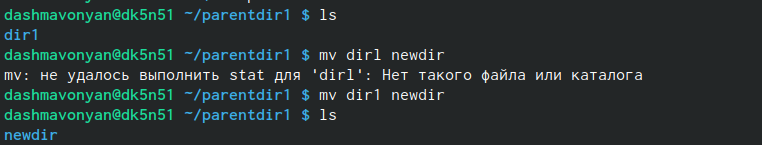 dashmavonyan@dk5n51 ~/parentdir1 $ ls
dir1
dashmavonyan@dk5n51 ~/parentdir1 $ mv dirl newdir
mv: не удалось выполнить stat для 'dirl': Нет такого файла или каталога
dashmavonyan@dk5n51 ~/parentdir1 $ mv dir1 newdir
dashmavonyan@dk5n51 ~/parentdir1 $ ls
newdir